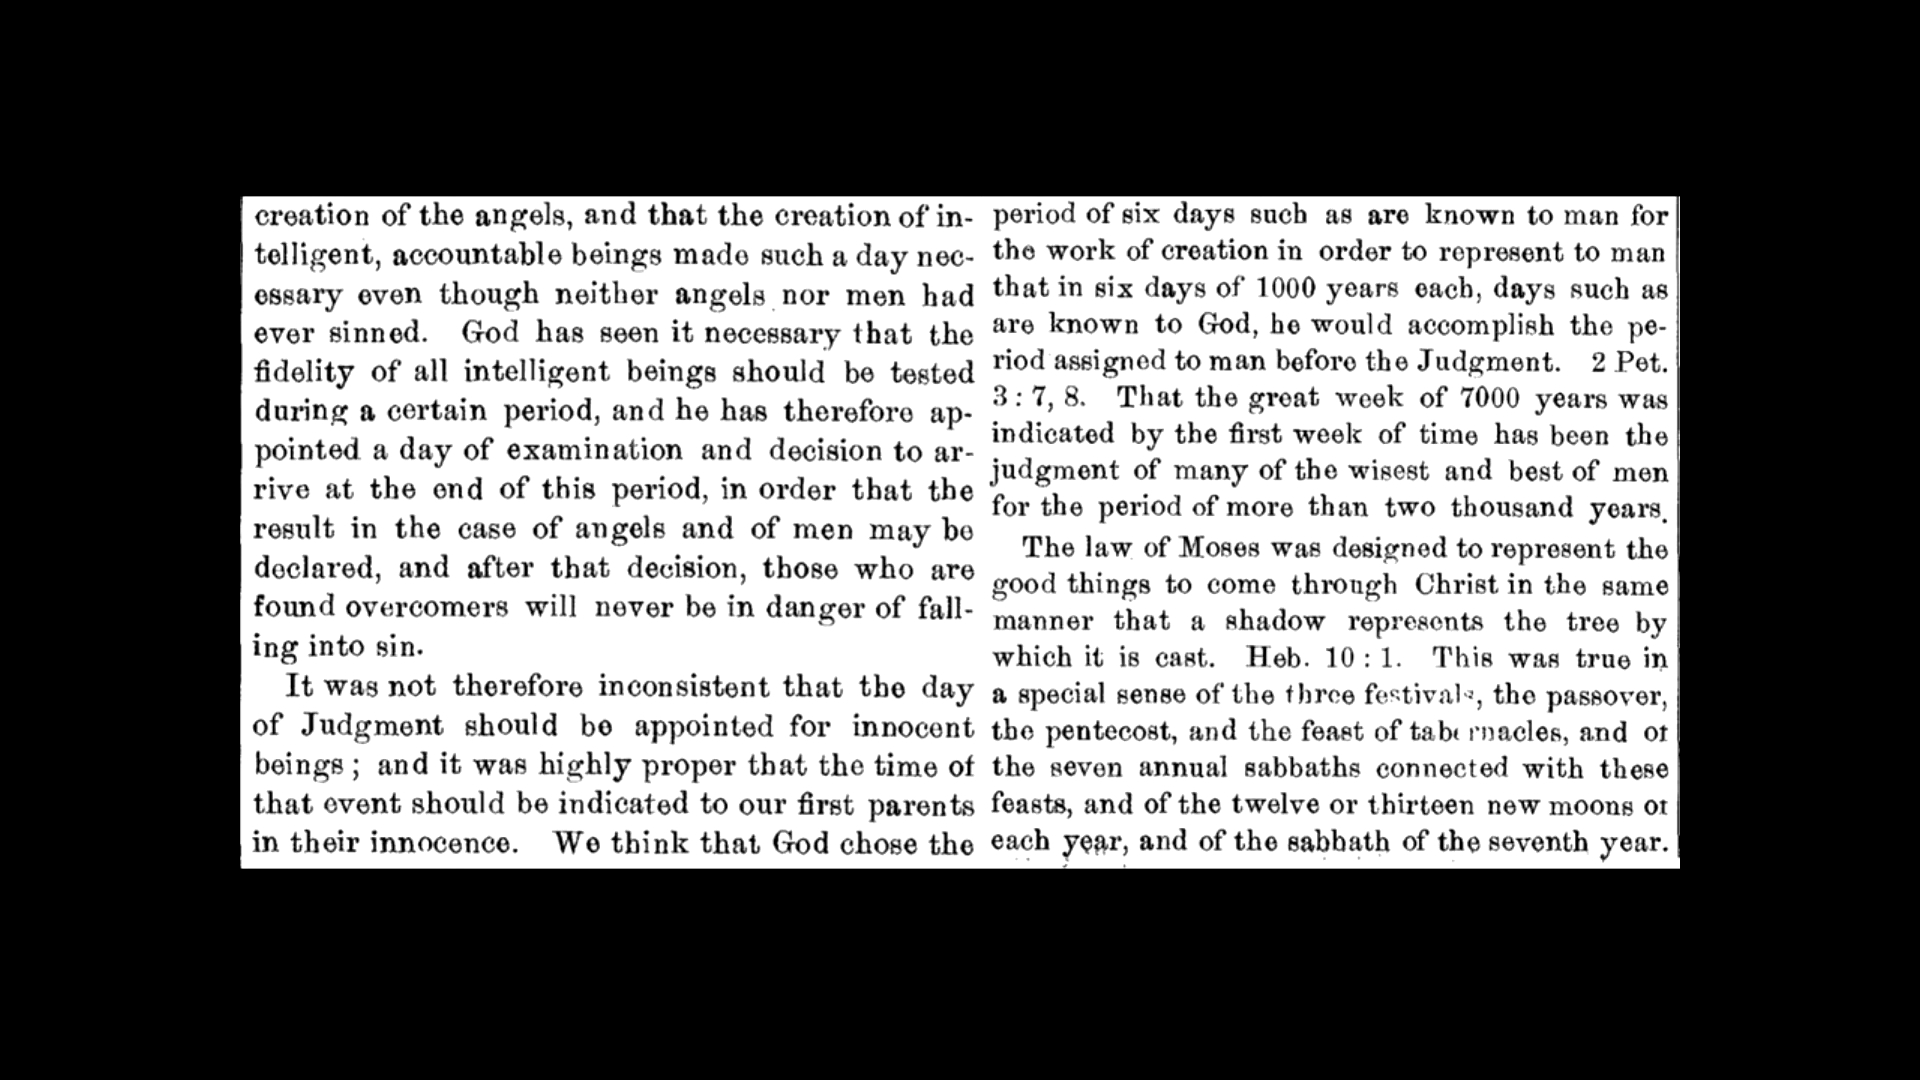 creation of the angels, and that the creation of in-
telligent, accountable beings made such a day nec-
essary even though neither angels nor men had
ever sinned. God has seen it necessary that the
fidelity of all intelligent beings should be tested
during a certain period, and he has therefore ap-
pointed a day of examination and decision to ar-
rive at the end of this period, in order that the
result in the case of angels and of men may be
declared, and after that decision, those who are
found overcomers will never be in danger of fall-
ing into sin.
It was not therefore inconsistent that the day
of Judgment should be appointed for innocent
beings; and it was highly proper that the time of
that event should be indicated to our first parents
in their innocence. We think that God chose the
period of six days such as are known to man for
the work of creation in order to represent to man
that in six days of 1000 years each, days such as
are known to God, he would accomplish the pe-
riod assigned to man before the Judgment. 2 Pet.
3:7, 8. That the great week of 7000 years was
indicated by the first week of time has been the
judgment of many of the wisest and best of men
for the period of more than two thousand years.
The law of Moses was designed to represent the
good things to come through Christ in the same
manner that a shadow represents the tree by
which it is cast. Heb. 10:1. This was true in
a special sense of the three festivals, the passover,
the pentecost, and the feast of tabernacles, and of
the seven annual sabbaths connected with these
feasts, and of the twelve or thirteen new moons of
each year, and of the sabbath of the seventh year.